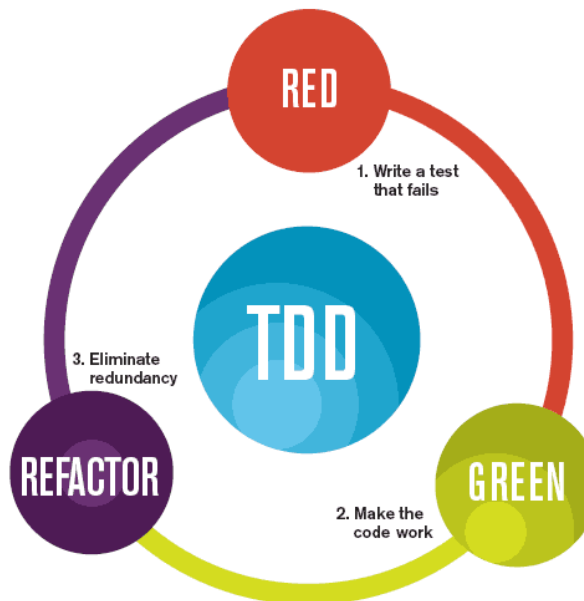 RED
1. Write a test
that fails
TDD
3. Eliminate
redundancy
REFACTOR
GREEN
2. Make the
code work